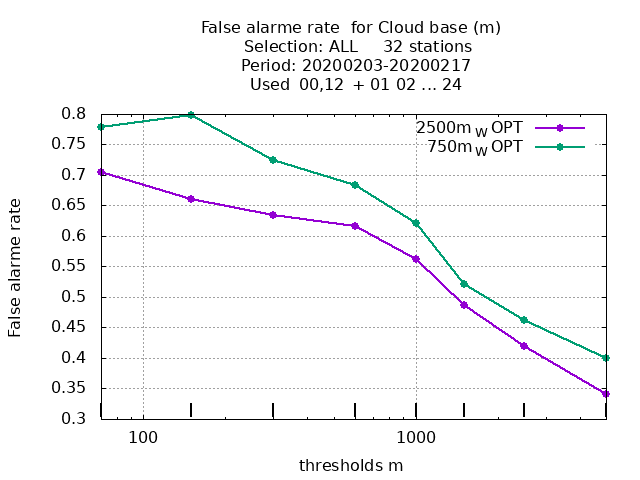 False alarme rate  for Cloud base (m)
Selection: ALL     32 stations
Period: 20200203-20200217
Used  00,12  + 01 02 ... 24
2500m W OPT
750m W OPT
0.8
0.75
0.7
0.65
0.6
0.55
0.5
0.45
0.4
0.35
0.3
False alarme rate
100
1000
thresholds m